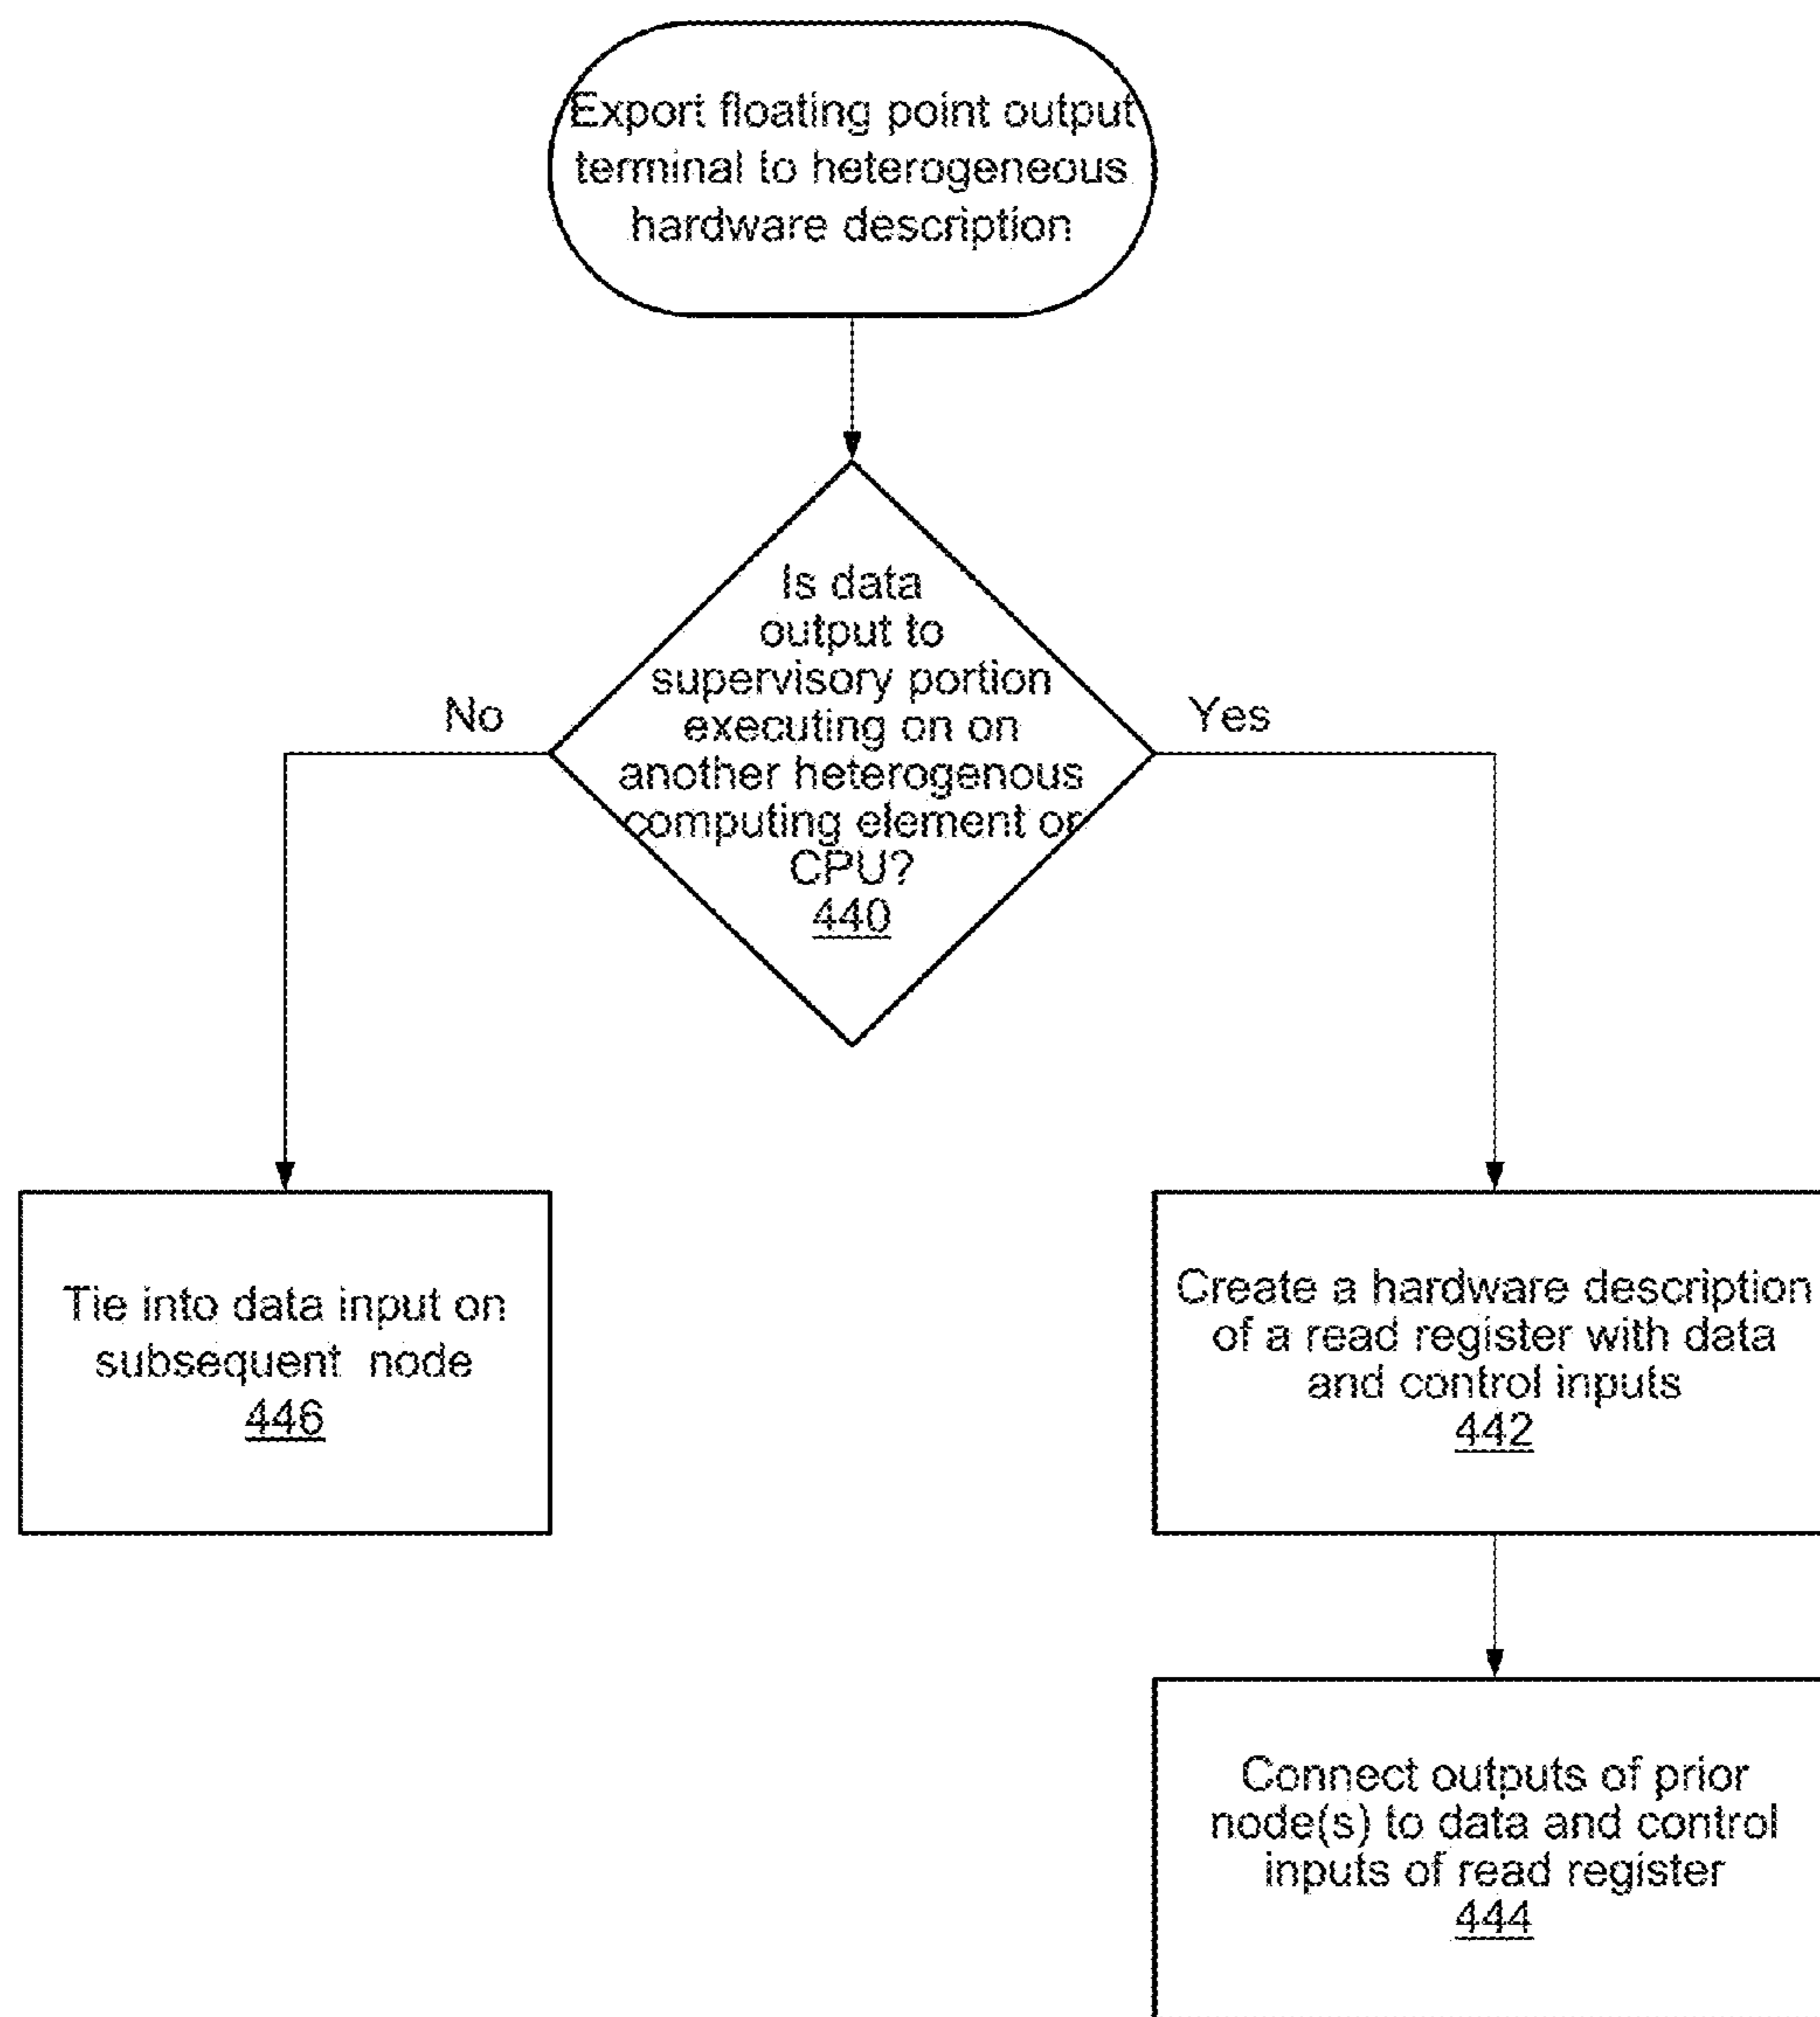 Export floating point output
terminal to heterogeneous
hardware description
Is data
output to
supervisory portion
executing on on
another heterogenous
computing element or
CPU?
440
No
Yes
Tie into data input on
subsequent node
446
Create a hardware description
of a read register with data
and control inputs
442
Connect outputs of prior
node(s) to data and control
inputs of read register
444